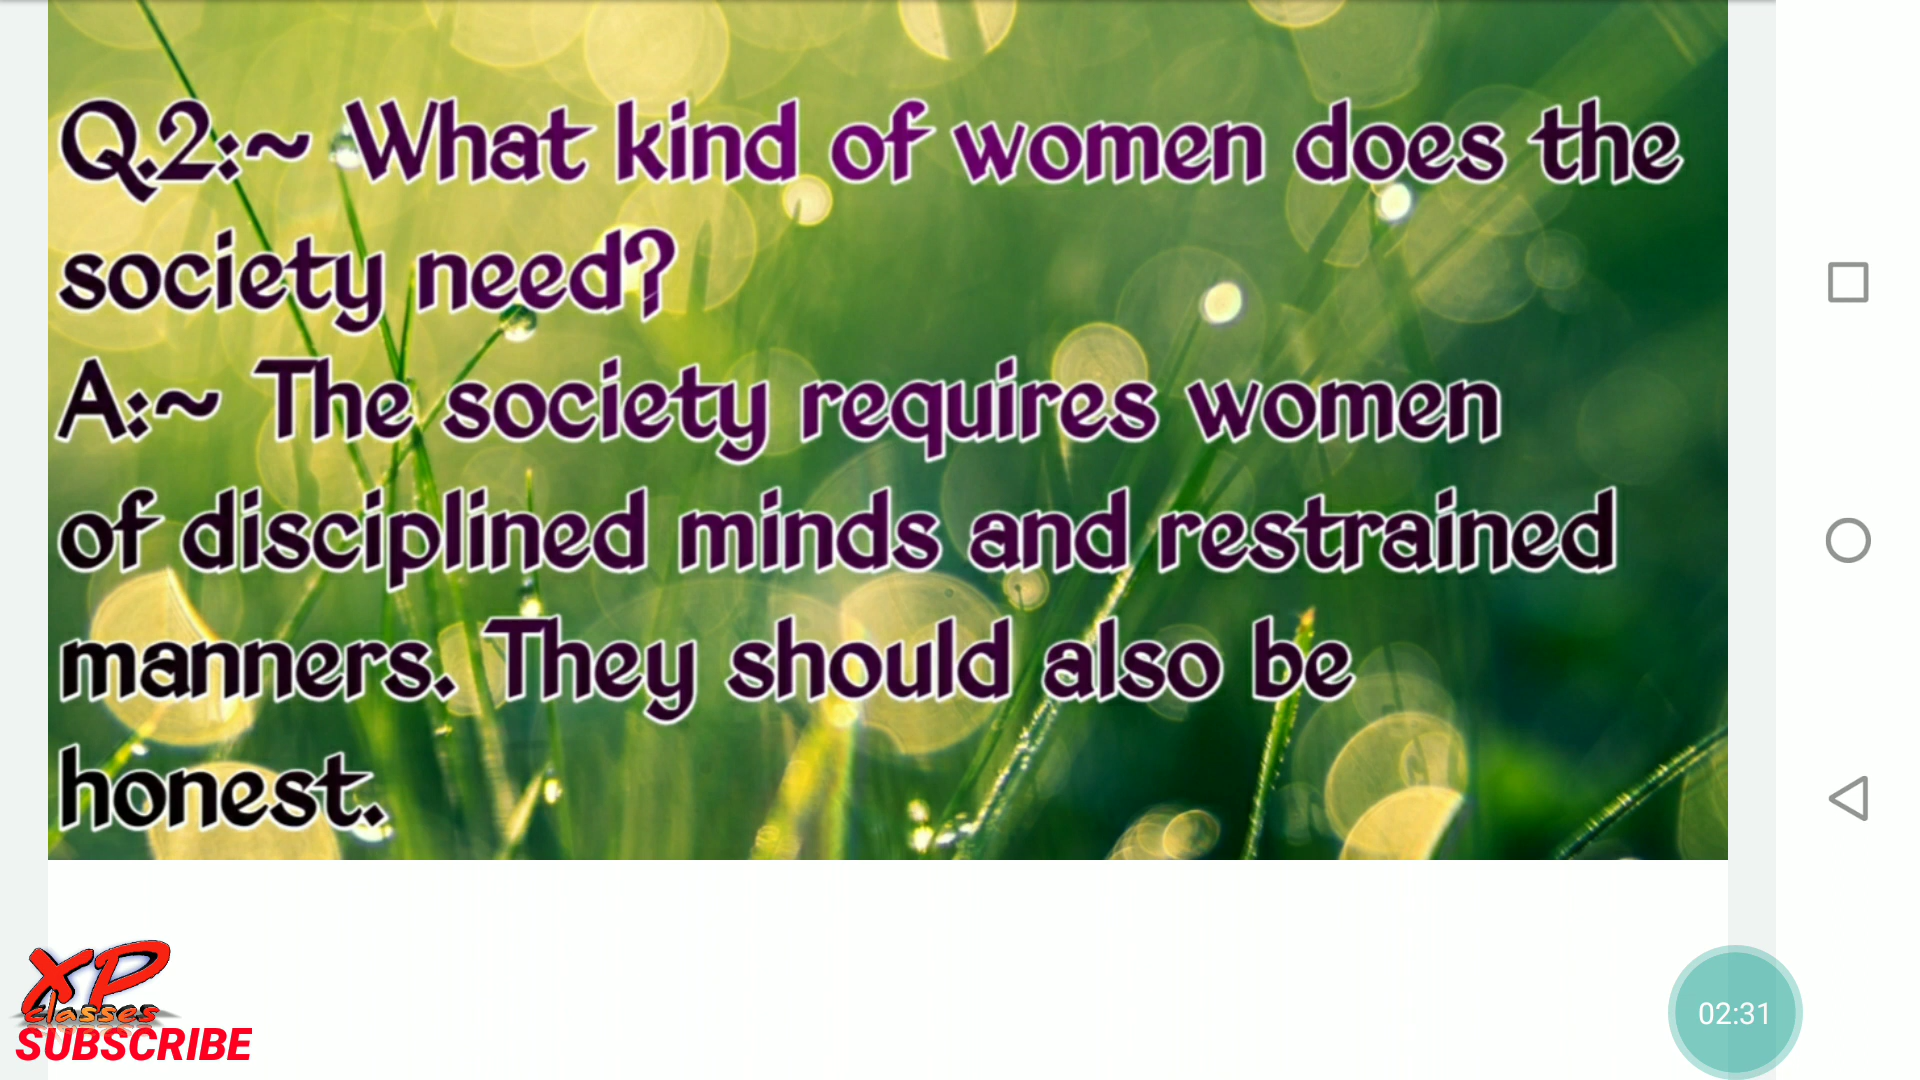 Q.2:~ What kind of women does the
society need?
A:~ The society requires women
of disciplined minds and restrained
manners. They should also be
honest.
XP
Classes
SUBSCRIBE
02:31